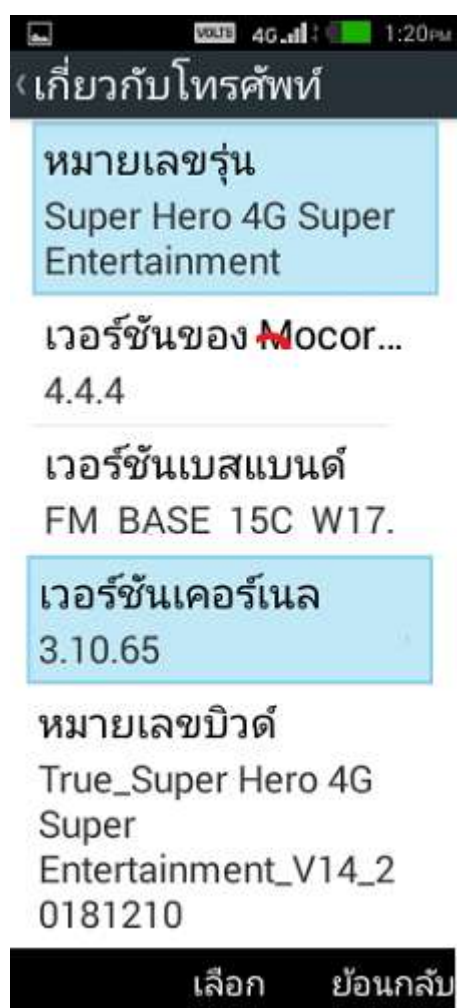 VOLTE 4G 1:20PM
เกี่ยวกับโทรศัพท์
หมายเลขรุ่น
Super Hero 4G Super
Entertainment
เวอร์ชันของ Mocor...
4.4.4
เวอร์ชันเบสแบนด์
FM BASE 15C W17.
เวอร์ชันเคอร์เนล
3.10.65
หมายเลขบิวด์
True_Super Hero 4G
Super
Entertainment_V14_2
0181210
เลือก ย้อนกลับ